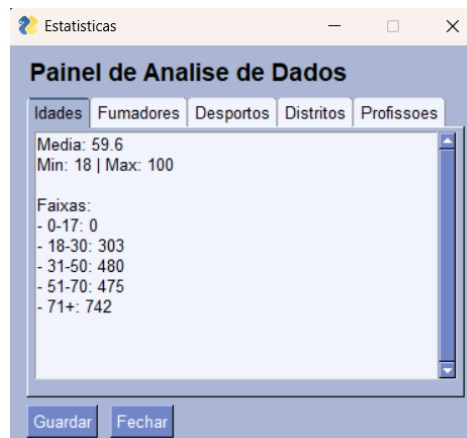 Estatisticas
Painel de Analise de Dados
Idades Fumadores Desportos Distritos Profissoes
Media: 59.6
Min: 18 | Max: 100
Faixas:
- 0-17: 0
- 18-30: 303
- 31-50: 480
- 51-70: 475
- 71+: 742
Guardar Fechar